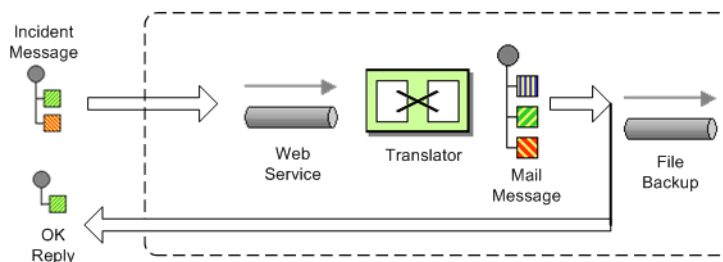 Incident
Message
Web
Service
Translator
Mail
Message
File
Backup
OK
Reply